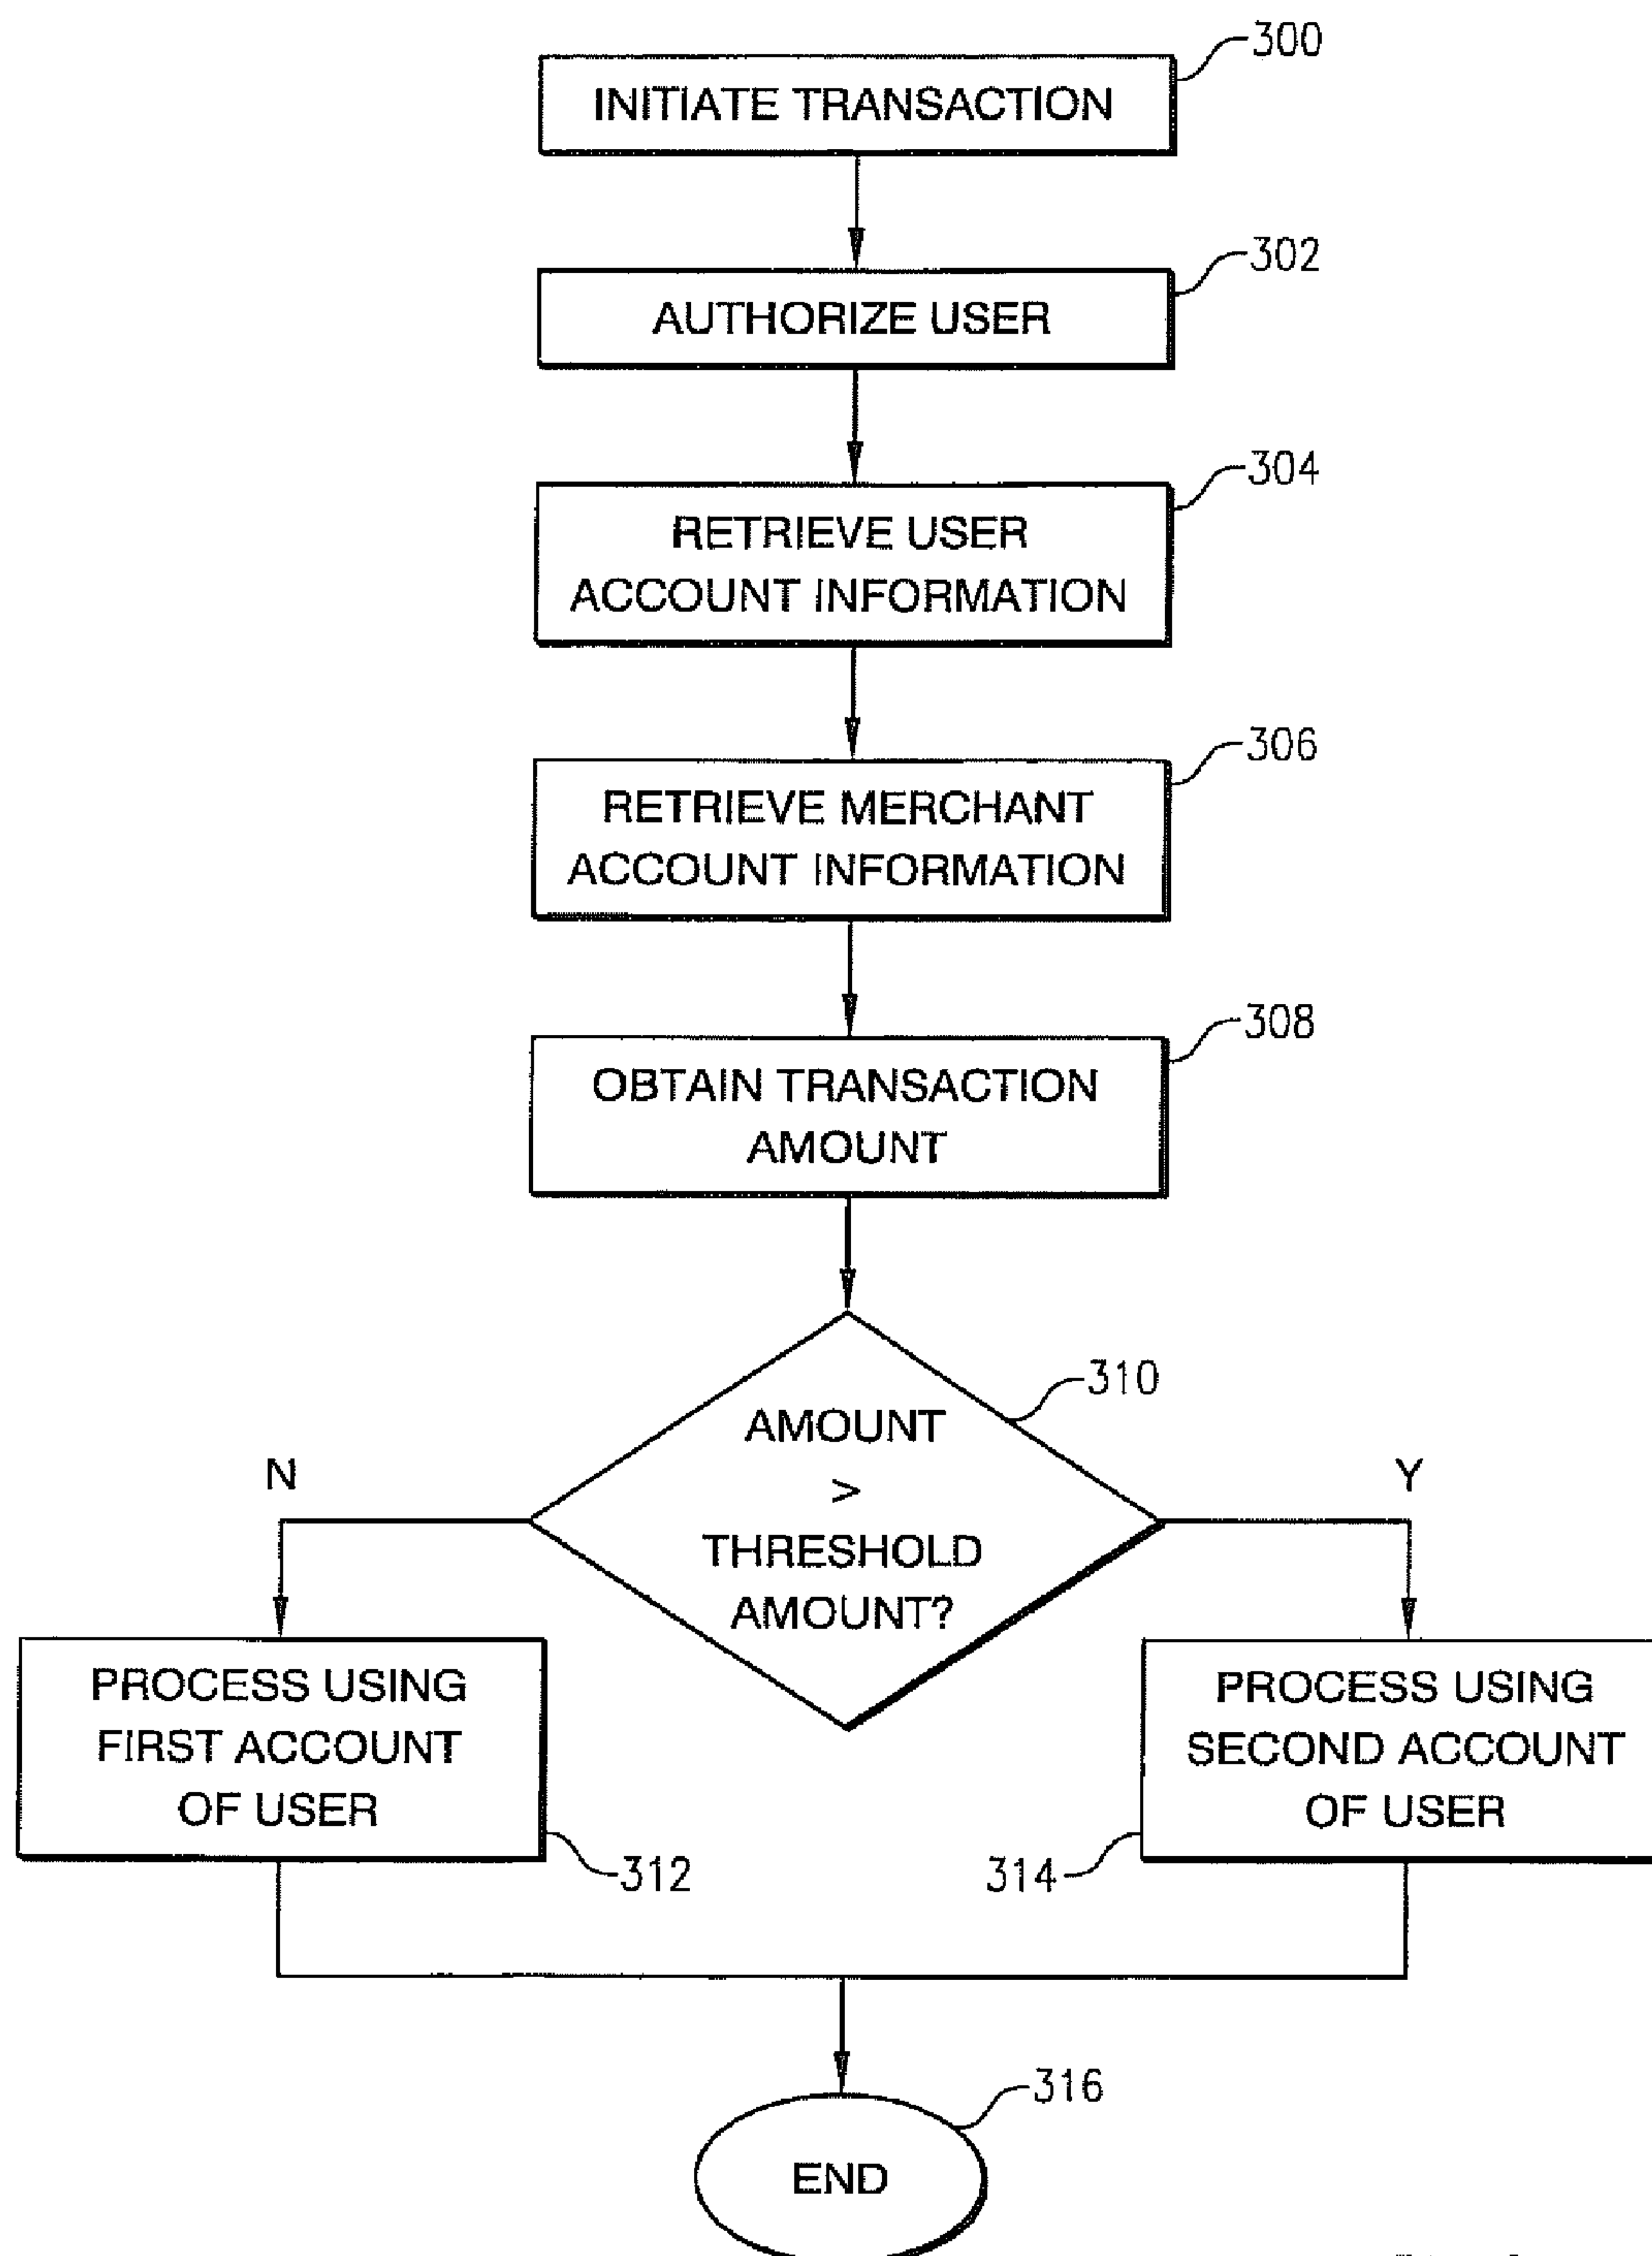 300
INITIATE TRANSACTION
302
AUTHORIZE USER
304
RETRIEVE USER
ACCOUNT INFORMATION
306
RETRIEVE MERCHANT
ACCOUNT INFORMATION
308
OBTAIN TRANSACTION
AMOUNT
310
AMOUNT
>
THRESHOLD
AMOUNT?
N
Y
PROCESS USING
FIRST ACCOUNT
OF USER
312
PROCESS USING
SECOND ACCOUNT
OF USER
314
316
END